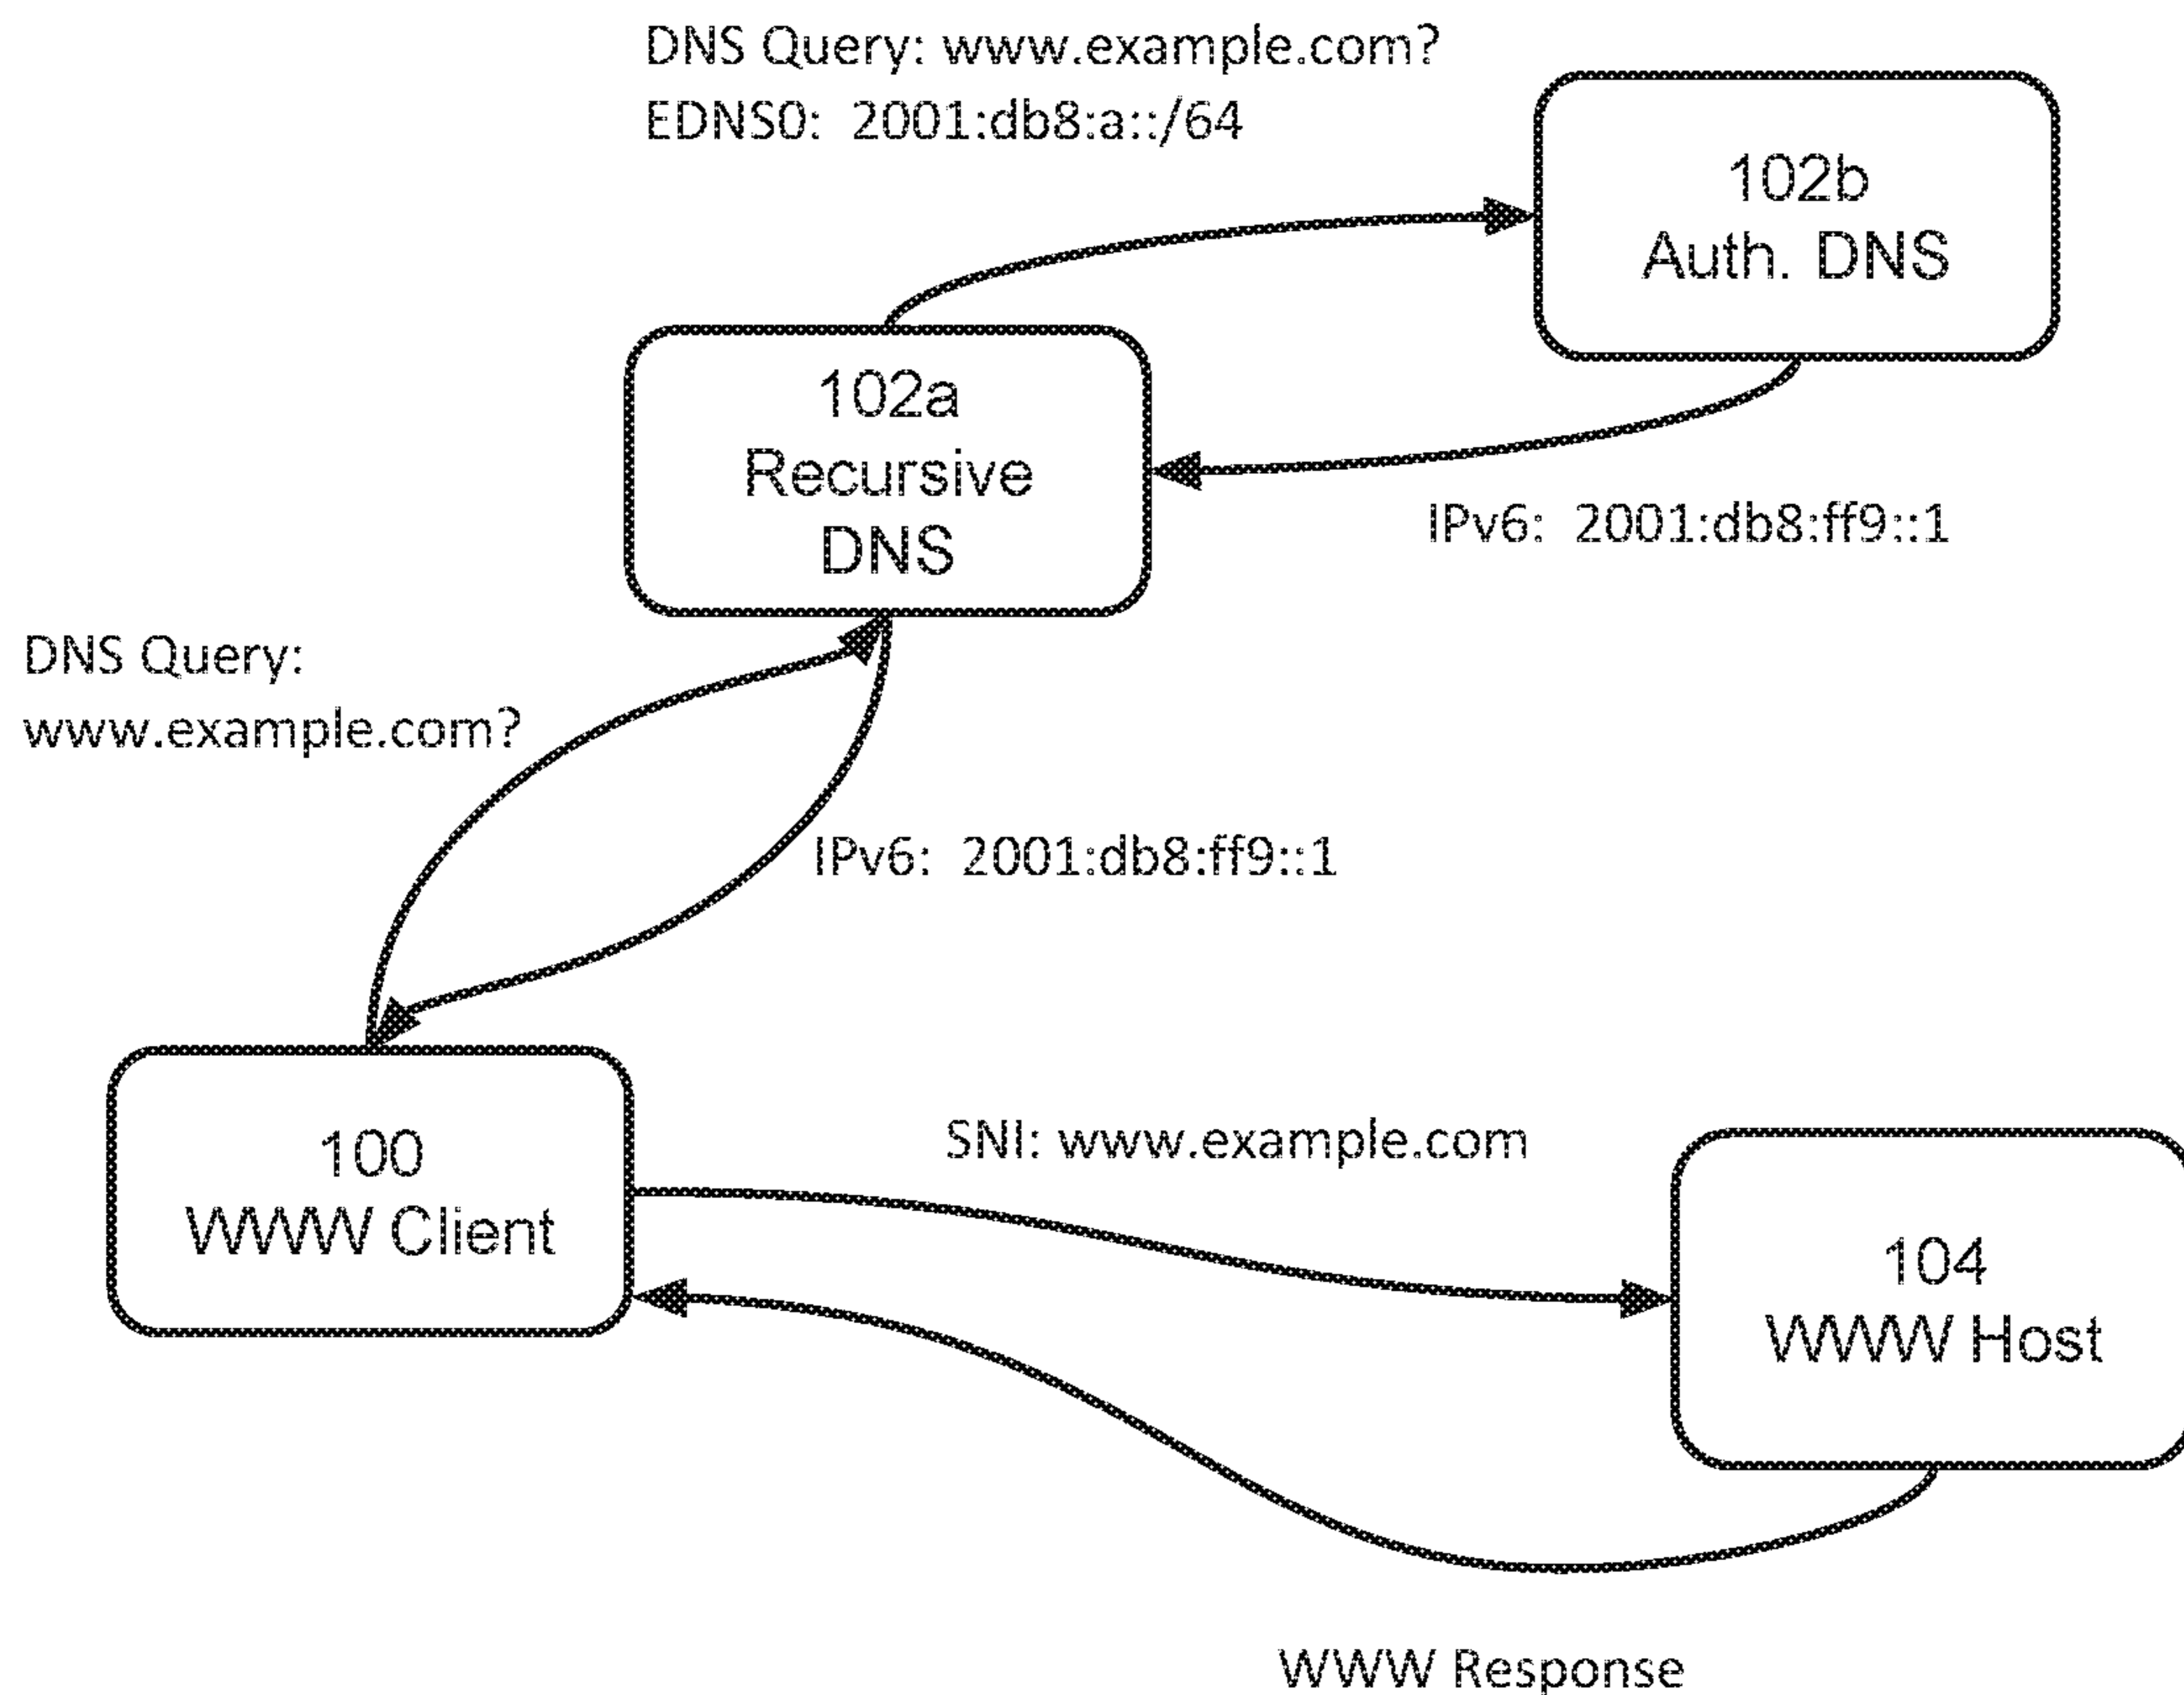 DNS Query: www.example.com?
EDNS0: 2001:db8:a::/64
102b
Auth. DNS
102a
Recursive
DNS
IPv6: 2001:db8:ff9::1
DNS Query:
www.example.com?
IPv6: 2001:db8:ff9::1
100
WWW Client
SNI: www.example.com
104
WWW Host
WWW Response